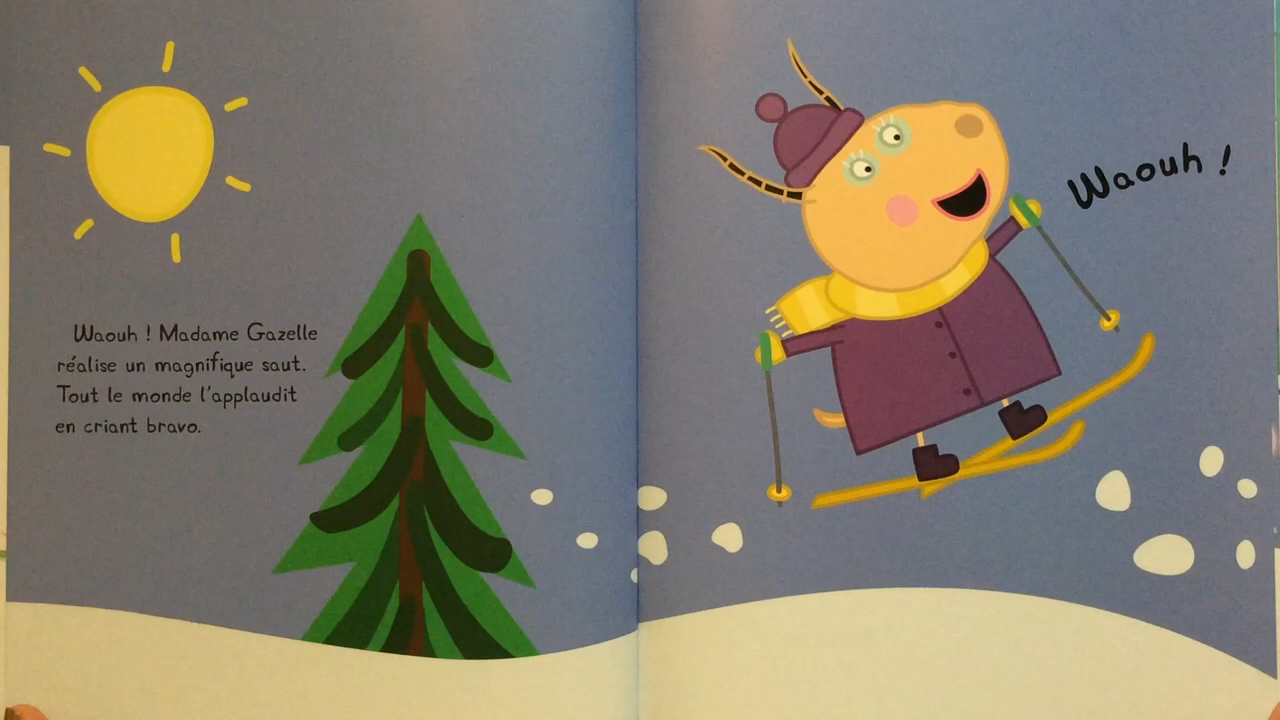 Waouh ! Madame Gazelle
réalise un magnifique saut.
Tout le monde l'applaudit
en criant bravo.
Waouh !